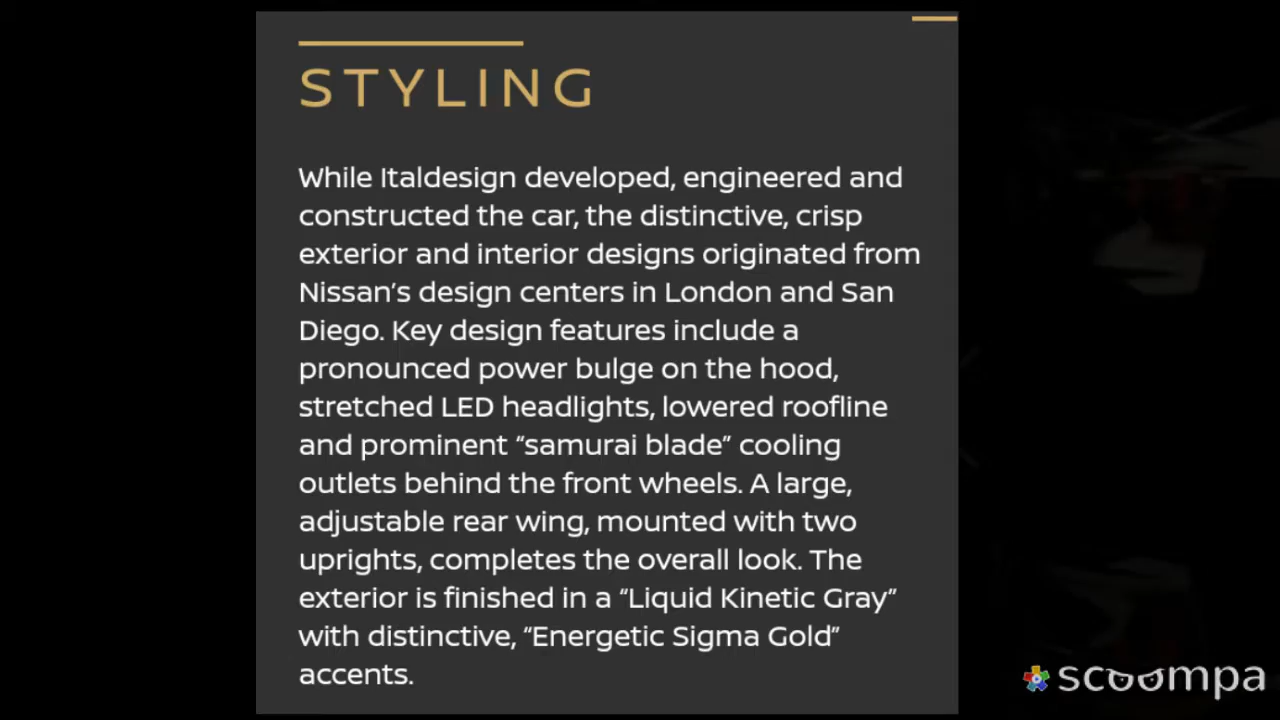 STYLING
While Italdesign developed, engineered and
constructed the car, the distinctive, crisp
exterior and interior designs originated from
Nissan’s design centers in London and San
Diego. Key design features include a
pronounced power bulge on the hood,
stretched LED headlights, lowered roofline
and prominent “samurai blade” cooling
outlets behind the front wheels. A large,
adjustable rear wing, mounted with two
uprights, completes the overall look. The
exterior is finished in a “Liquid Kinetic Gray”
with distinctive, “Energetic Sigma Gold”
accents.
scoompa